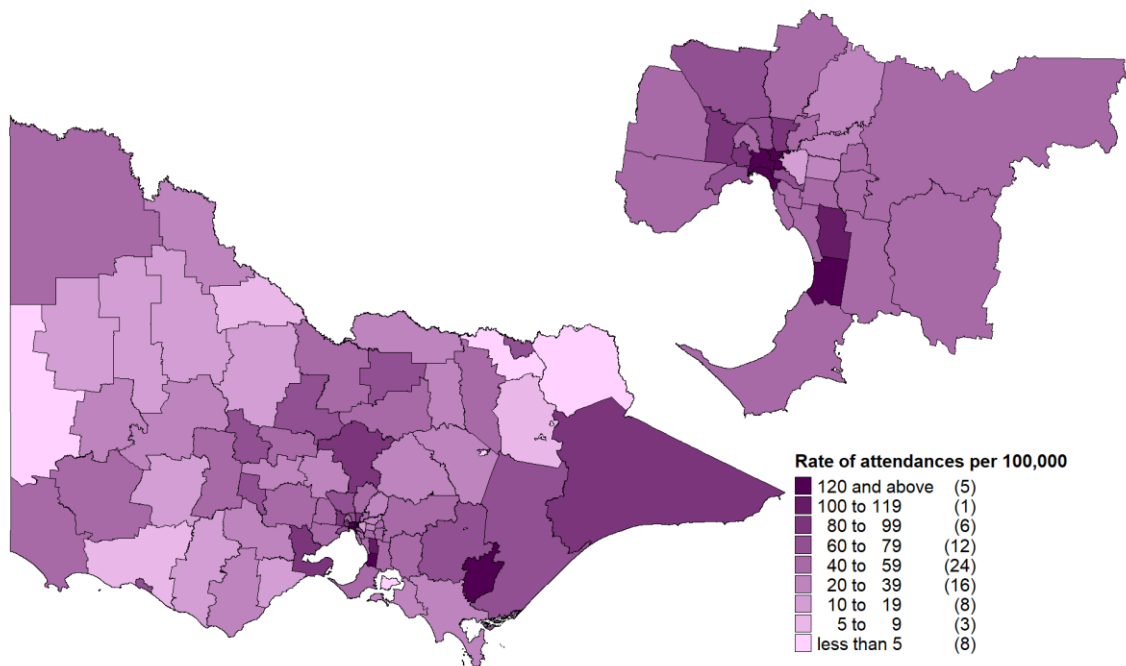 Rate of attendances per 100,000
120 and above (5)
100 to 119 (1)
80 to 99 (6)
60 to 79 (12)
40 to 59 (24)
20 to 39 (16)
10 to 19 (8)
5 to 9 (3)
less than 5 (8)